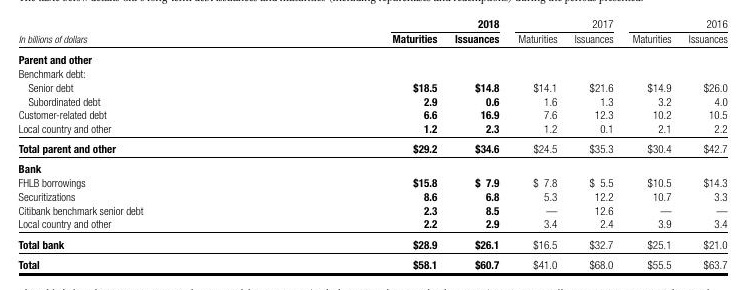 2018 2017 2016
In billions of dollars Maturities Issuances Maturities Issuances Maturities Issuances
Parent and other
Benchmark debt:
Senior debt $18.5 $14.8 $14.1 $21.6 $14.9 $26.0
Subordinated debt 2.9 0.6 1.6 1.3 3.2 4.0
Customer-related debt 6.6 16.9 7.6 12.3 10.2 10.5
Local country and other 1.2 2.3 1.2 0.1 2.1 2.2
Total parent and other $29.2 $34.6 $24.5 $35.3 $30.4 $42.7
Bank
FHLB borrowings $15.8 $ 7.9 $ 7.8 $ 5.5 $10.5 $14.3
Securitizations 8.6 6.8 5.3 12.2 10.7 3.3
Citibank benchmark senior debt 2.3 8.5 — 12.6 — —
Local country and other 2.2 2.9 3.4 2.4 3.9 3.4
Total bank $28.9 $26.1 $16.5 $32.7 $25.1 $21.0
Total $58.1 $60.7 $41.0 $68.0 $55.5 $63.7